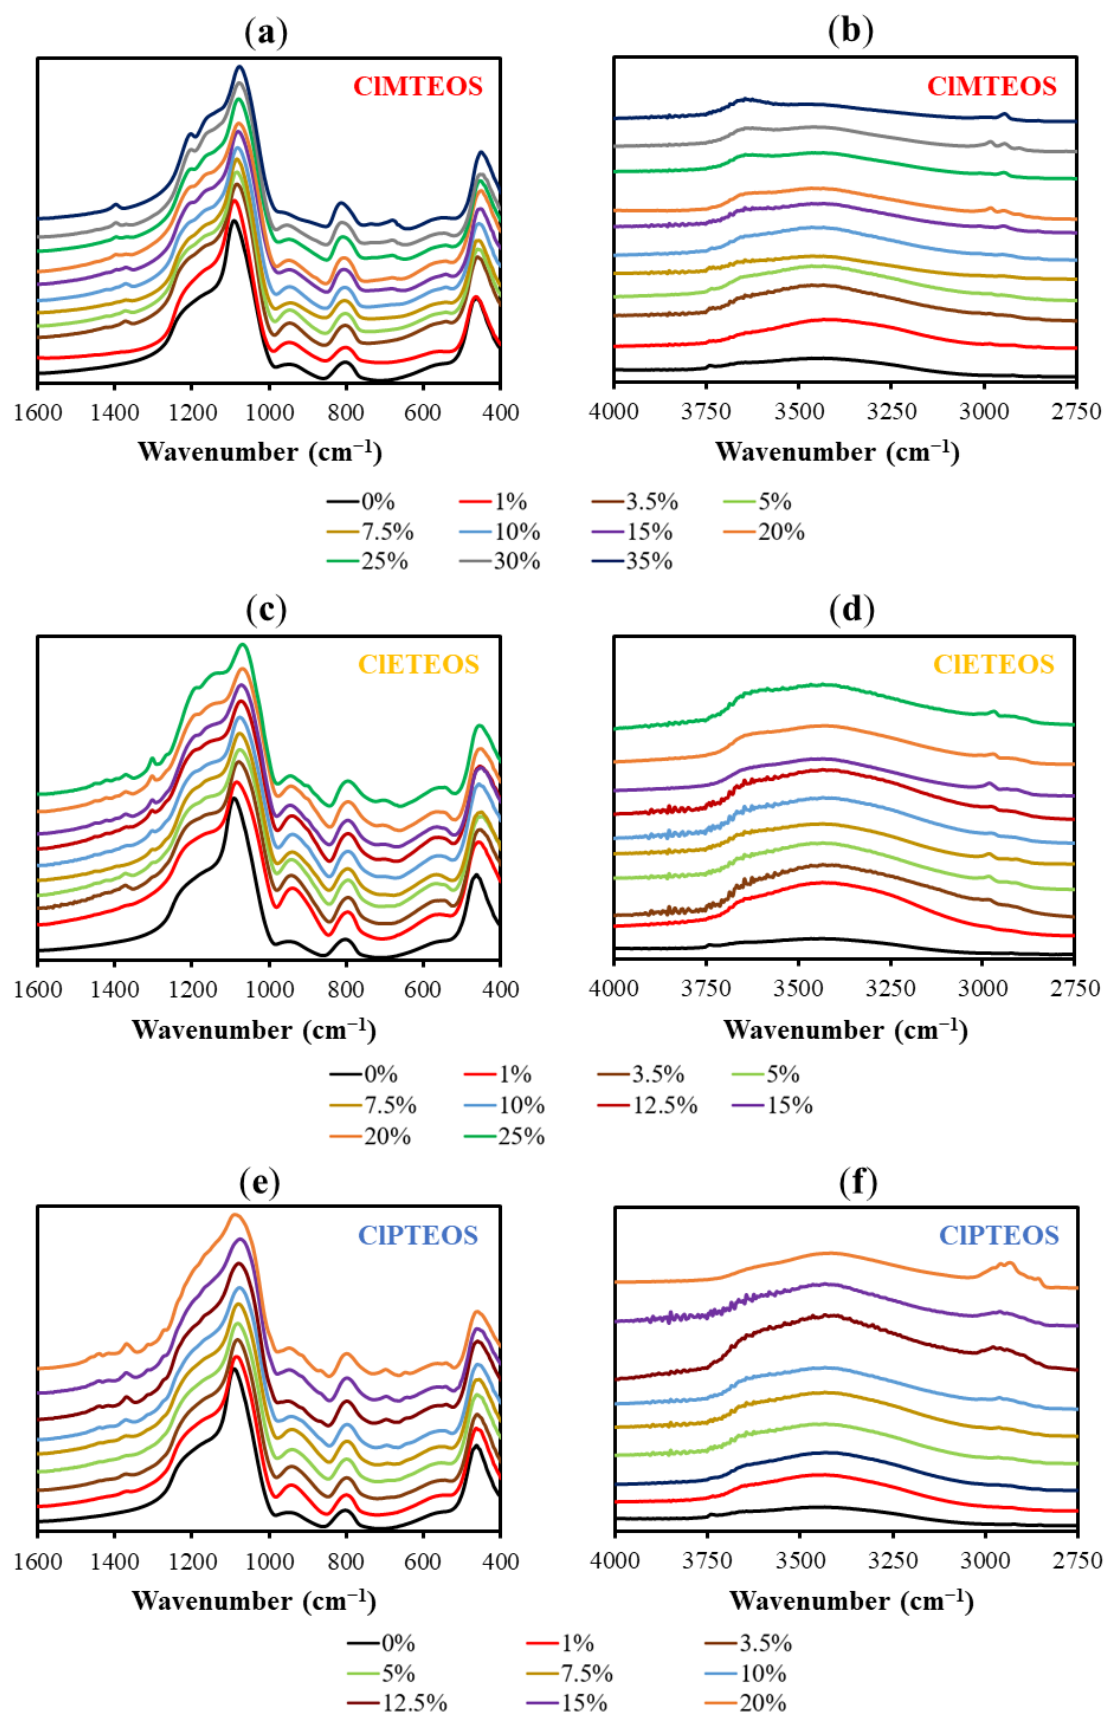 (a) (b)
ClMTEOS ClMTEOS
1600 1400 1200 1000 800 600 400 4000 3750 3500 3250 3000 2750
Wavenumber (cm⁻¹) Wavenumber (cm⁻¹)
0% 1% 3.5% 5%
7.5% 10% 15% 20%
25% 30% 35%
(c) (d)
ClETEOS ClETEOS
1600 1400 1200 1000 800 600 400 4000 3750 3500 3250 3000 2750
Wavenumber (cm⁻¹) Wavenumber (cm⁻¹)
0% 1% 3.5% 5%
7.5% 10% 12.5% 15%
20% 25%
(e) (f)
ClPTEOS ClPTEOS
1600 1400 1200 1000 800 600 400 4000 3750 3500 3250 3000 2750
Wavenumber (cm⁻¹) Wavenumber (cm⁻¹)
0% 1% 3.5%
5% 7.5% 10%
12.5% 15% 20%